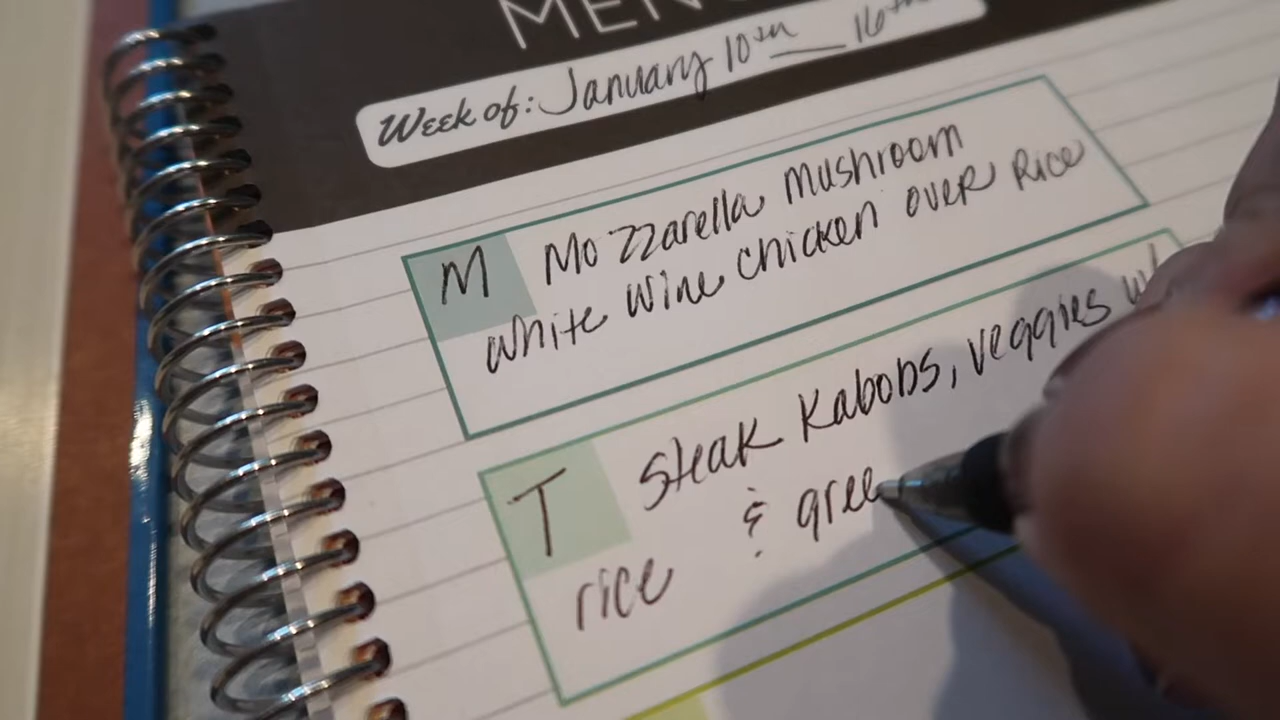 MEN
Week of: January 10th — 16th
M Mozzarella Mushroom
white wine chicken over Rice
T Steak Kabobs, veggies w/
rice & gree